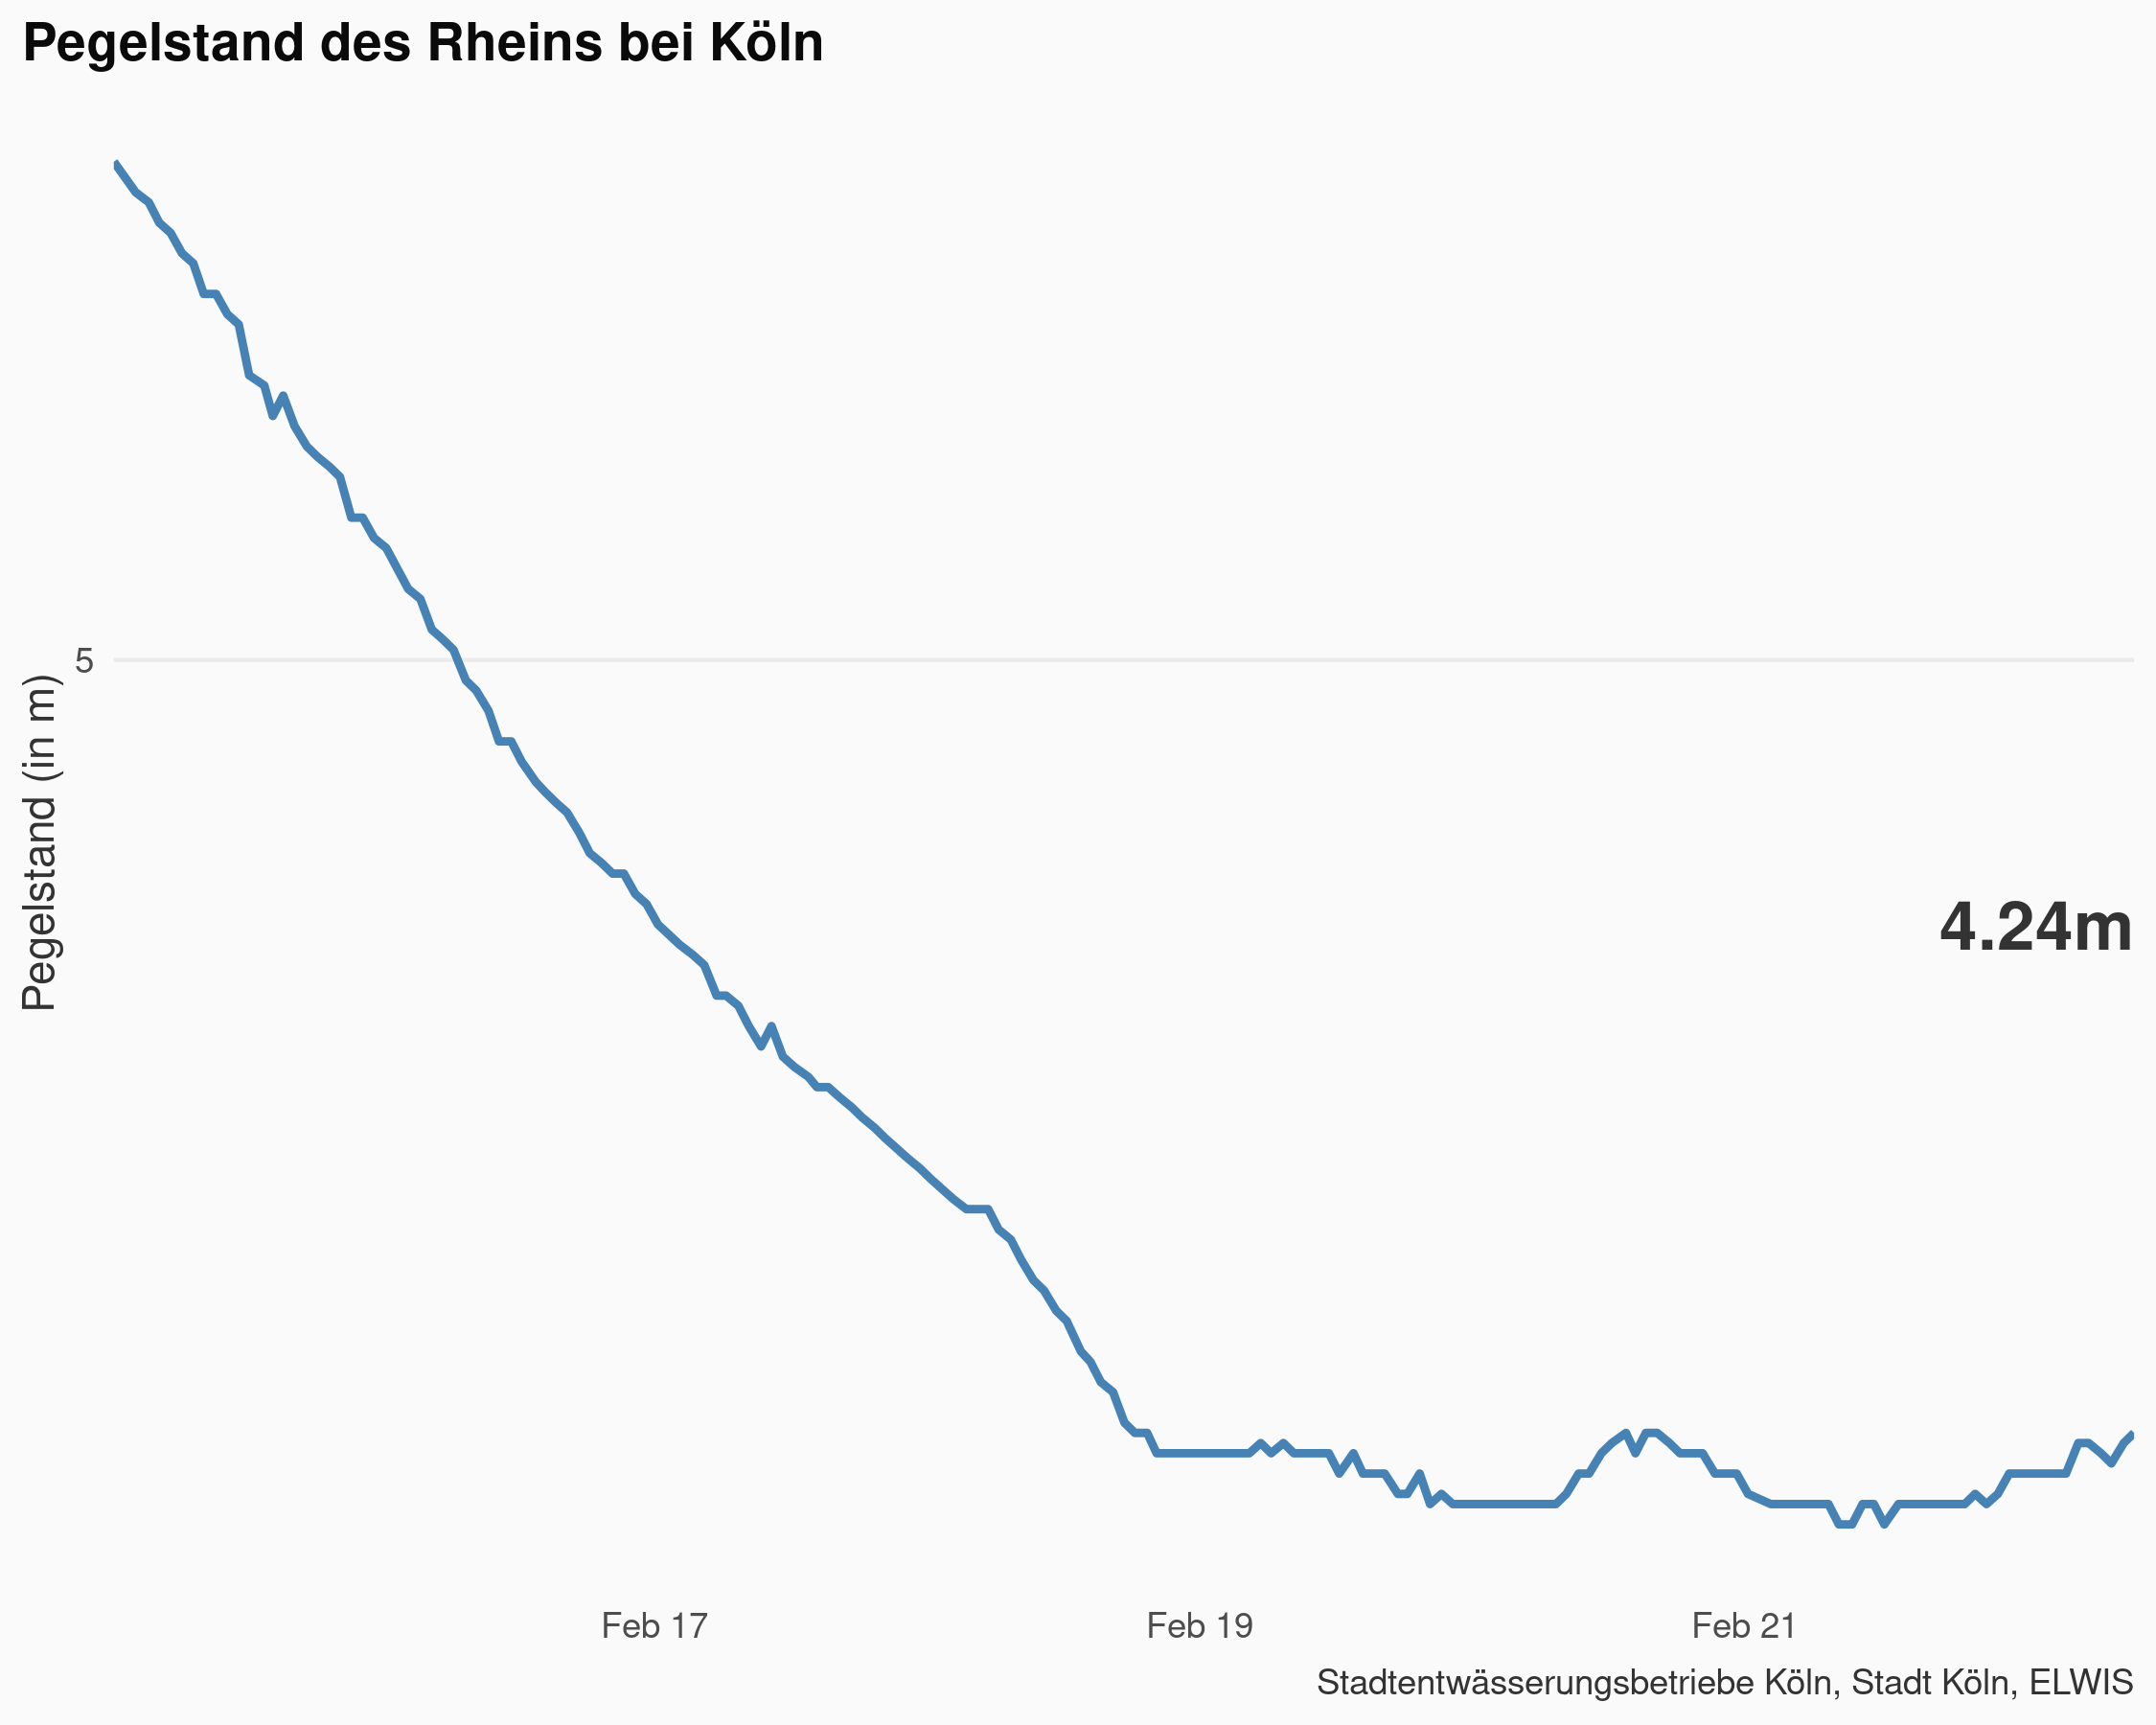 Pegelstand des Rheins bei Köln
5
Pegelstand (in m)
4.24m
Feb 17
Feb 19
Feb 21
Stadtentwässerungsbetriebe Köln, Stadt Köln, ELWIS